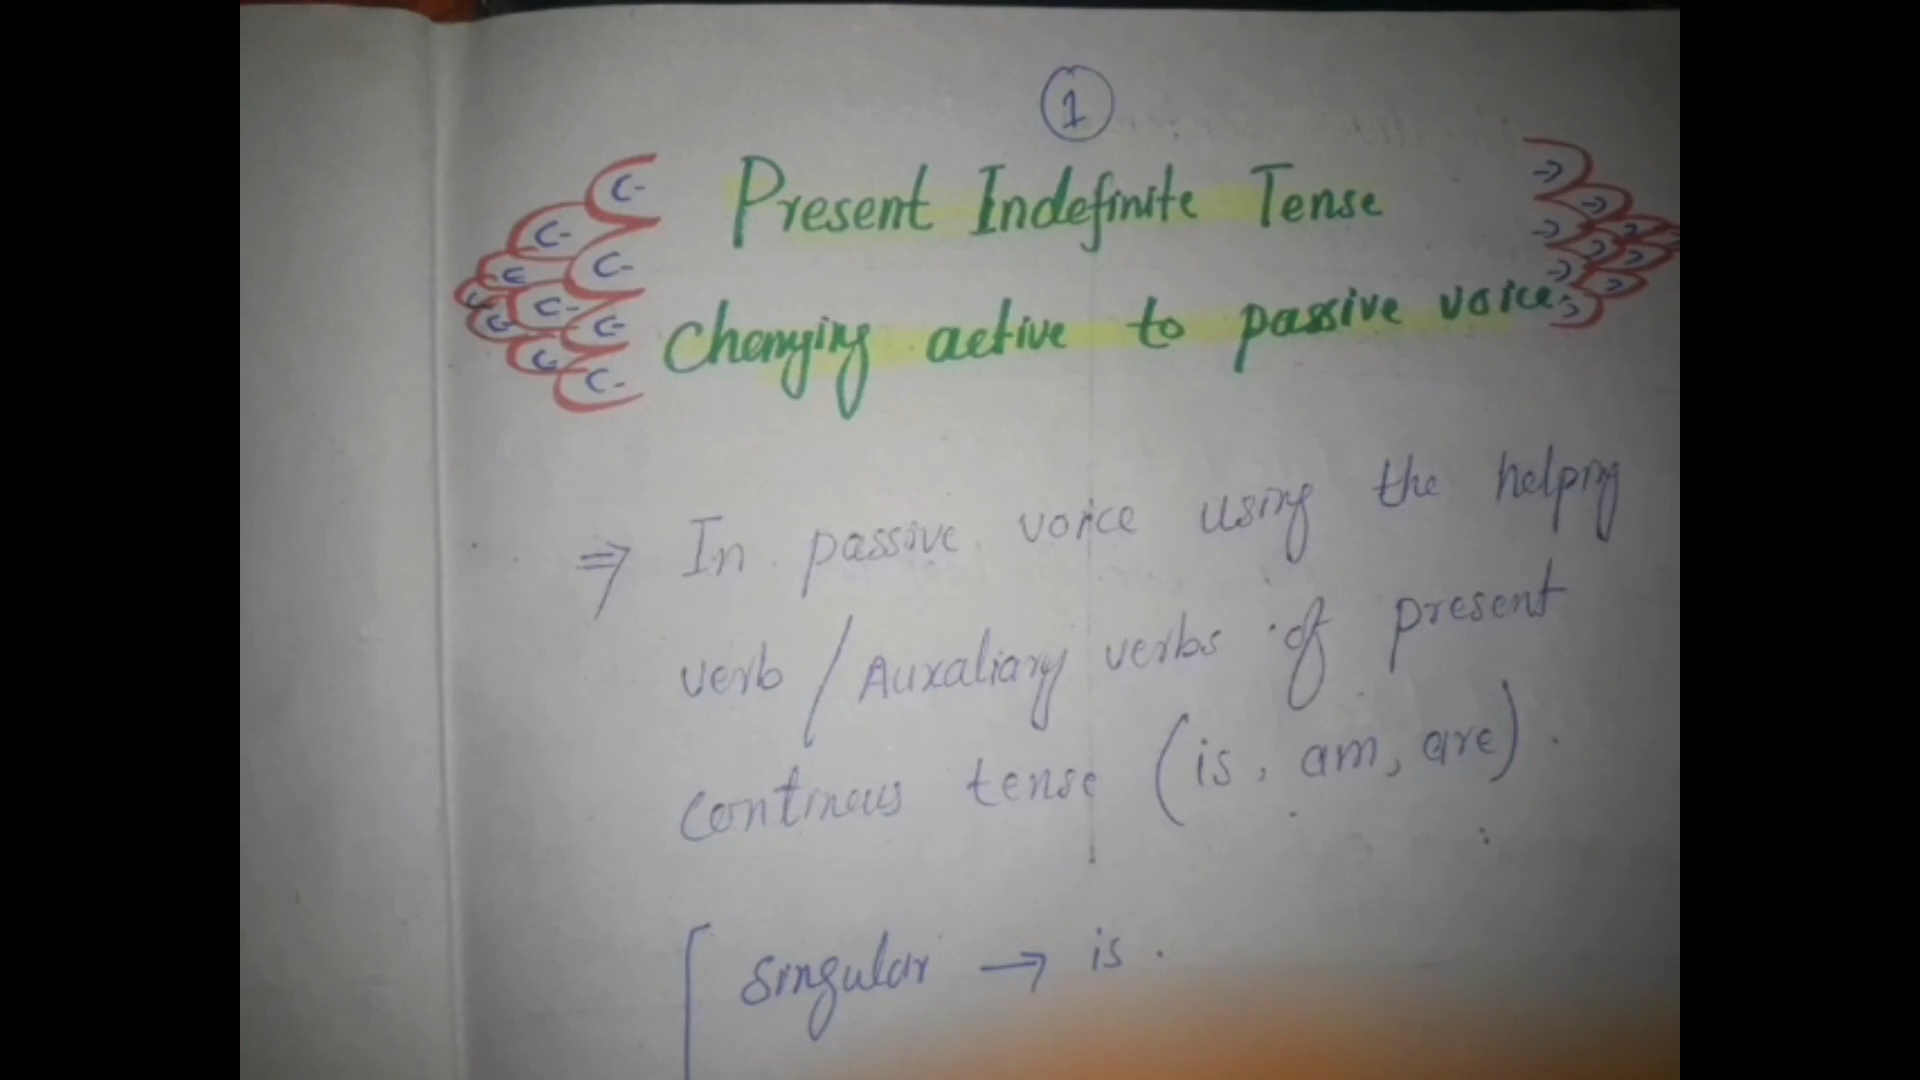 1
Present Indefinite Tense
Changing active to passive voice.
⇒ In passive voice using the helping
verb / Auxaliary verbs of present
contineus tense (is, am, are).
Singular → is.